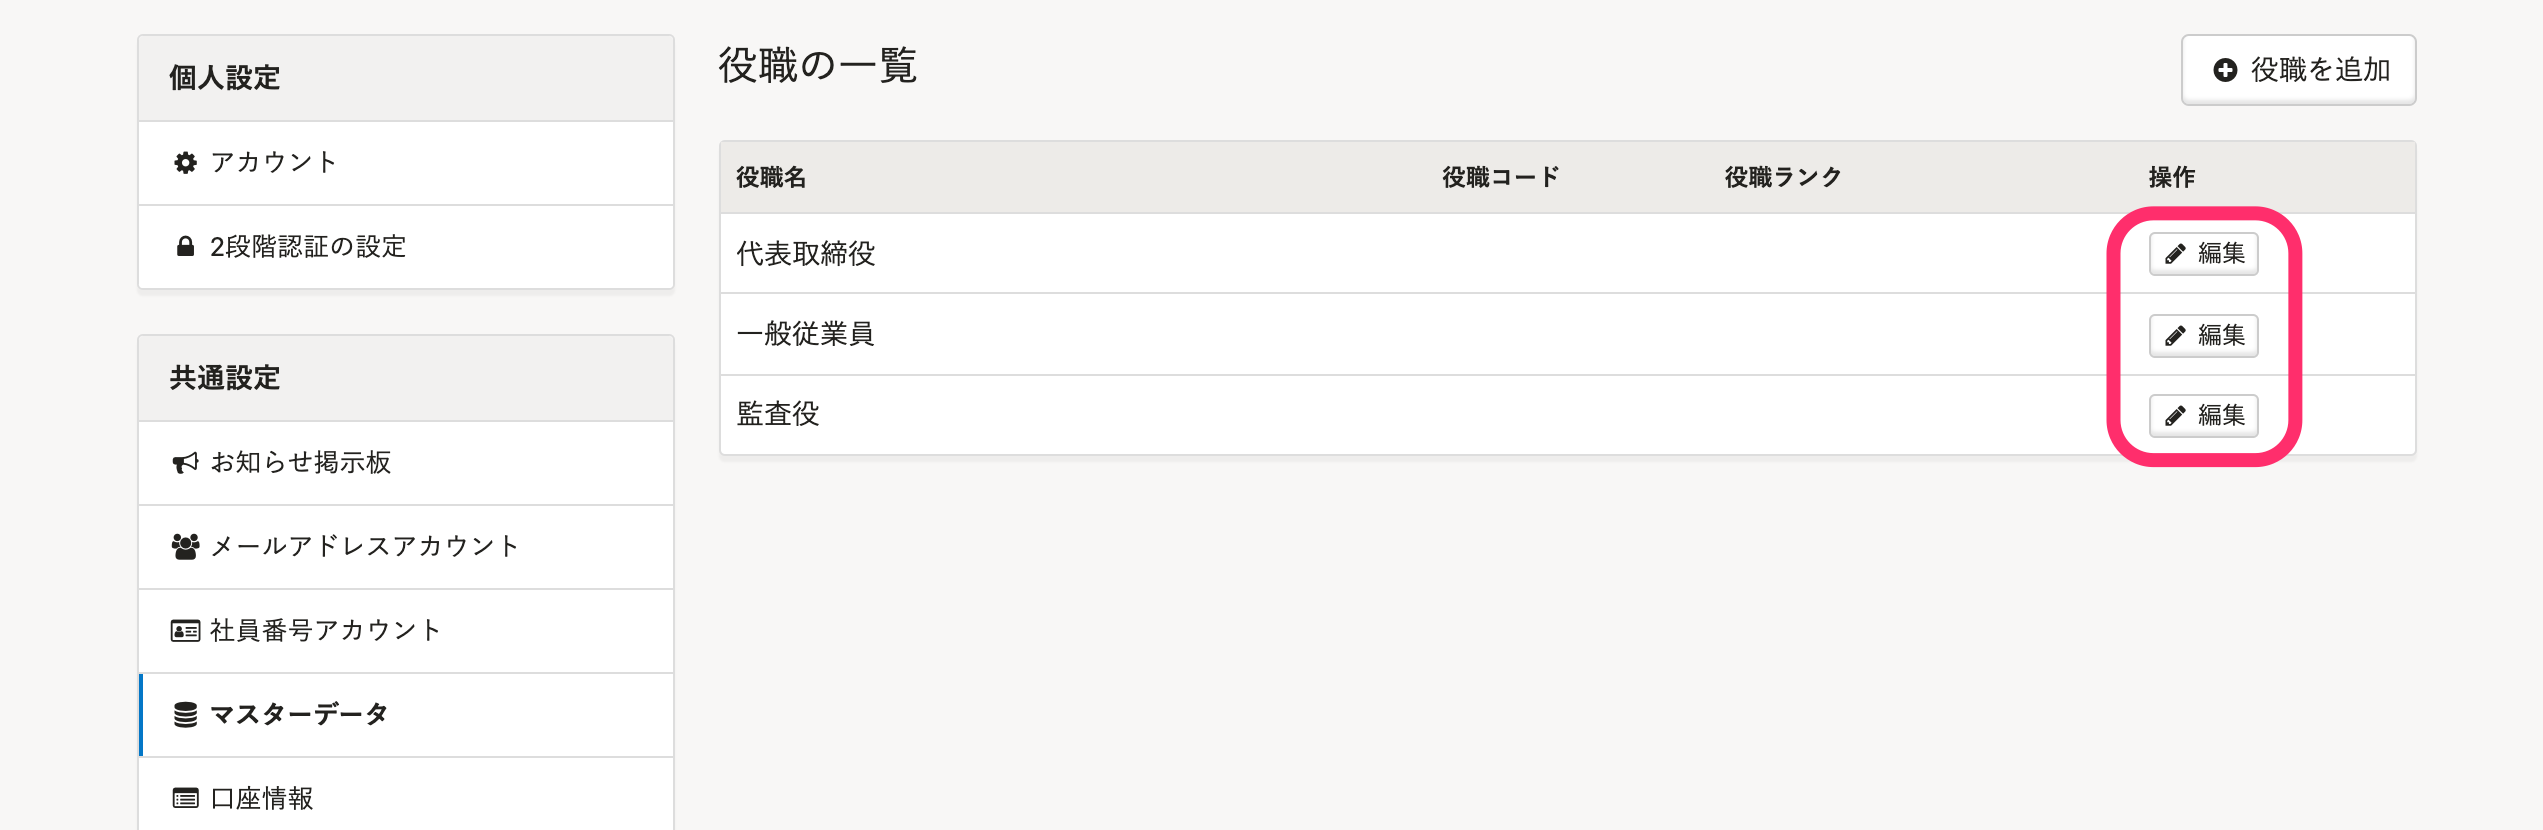 個人設定
アカウント
2段階認証の設定
共通設定
お知らせ掲示板
メールアドレスアカウント
社員番号アカウント
マスターデータ
口座情報
役職の一覧
役職を追加
役職名 役職コード 役職ランク 操作
代表取締役 編集
一般従業員 編集
監査役 編集